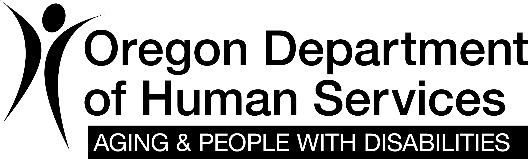 Oregon Department
of Human Services
AGING & PEOPLE WITH DISABILITIES